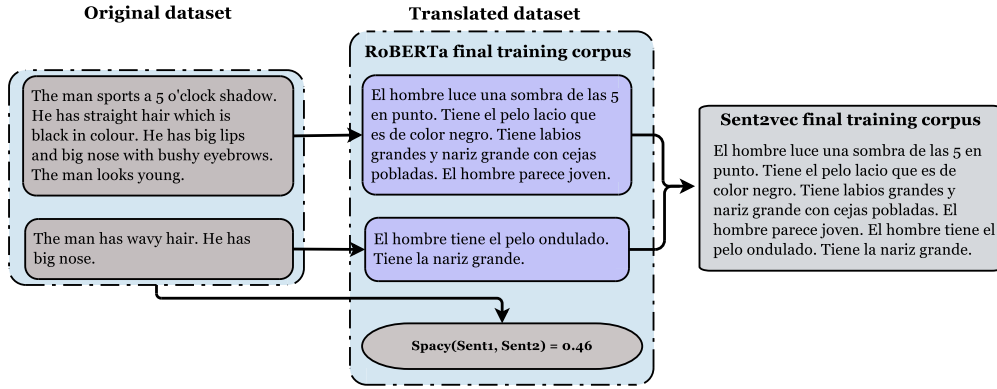 Original dataset
The man sports a 5 o'clock shadow.
He has straight hair which is
black in colour. He has big lips
and big nose with bushy eyebrows.
The man looks young.
The man has wavy hair. He has
big nose.
Translated dataset
RoBERTa final training corpus
El hombre luce una sombra de las 5
en punto. Tiene el pelo lacio que
es de color negro. Tiene labios
grandes y nariz grande con cejas
pobladas. El hombre parece joven.
El hombre tiene el pelo ondulado.
Tiene la nariz grande.
Spacy(Sent1, Sent2) = 0.46
Sent2vec final training corpus
El hombre luce una sombra de las 5 en
punto. Tiene el pelo lacio que es de
color negro. Tiene labios grandes y
nariz grande con cejas pobladas. El
hombre parece joven. El hombre tiene el
pelo ondulado. Tiene la nariz grande.